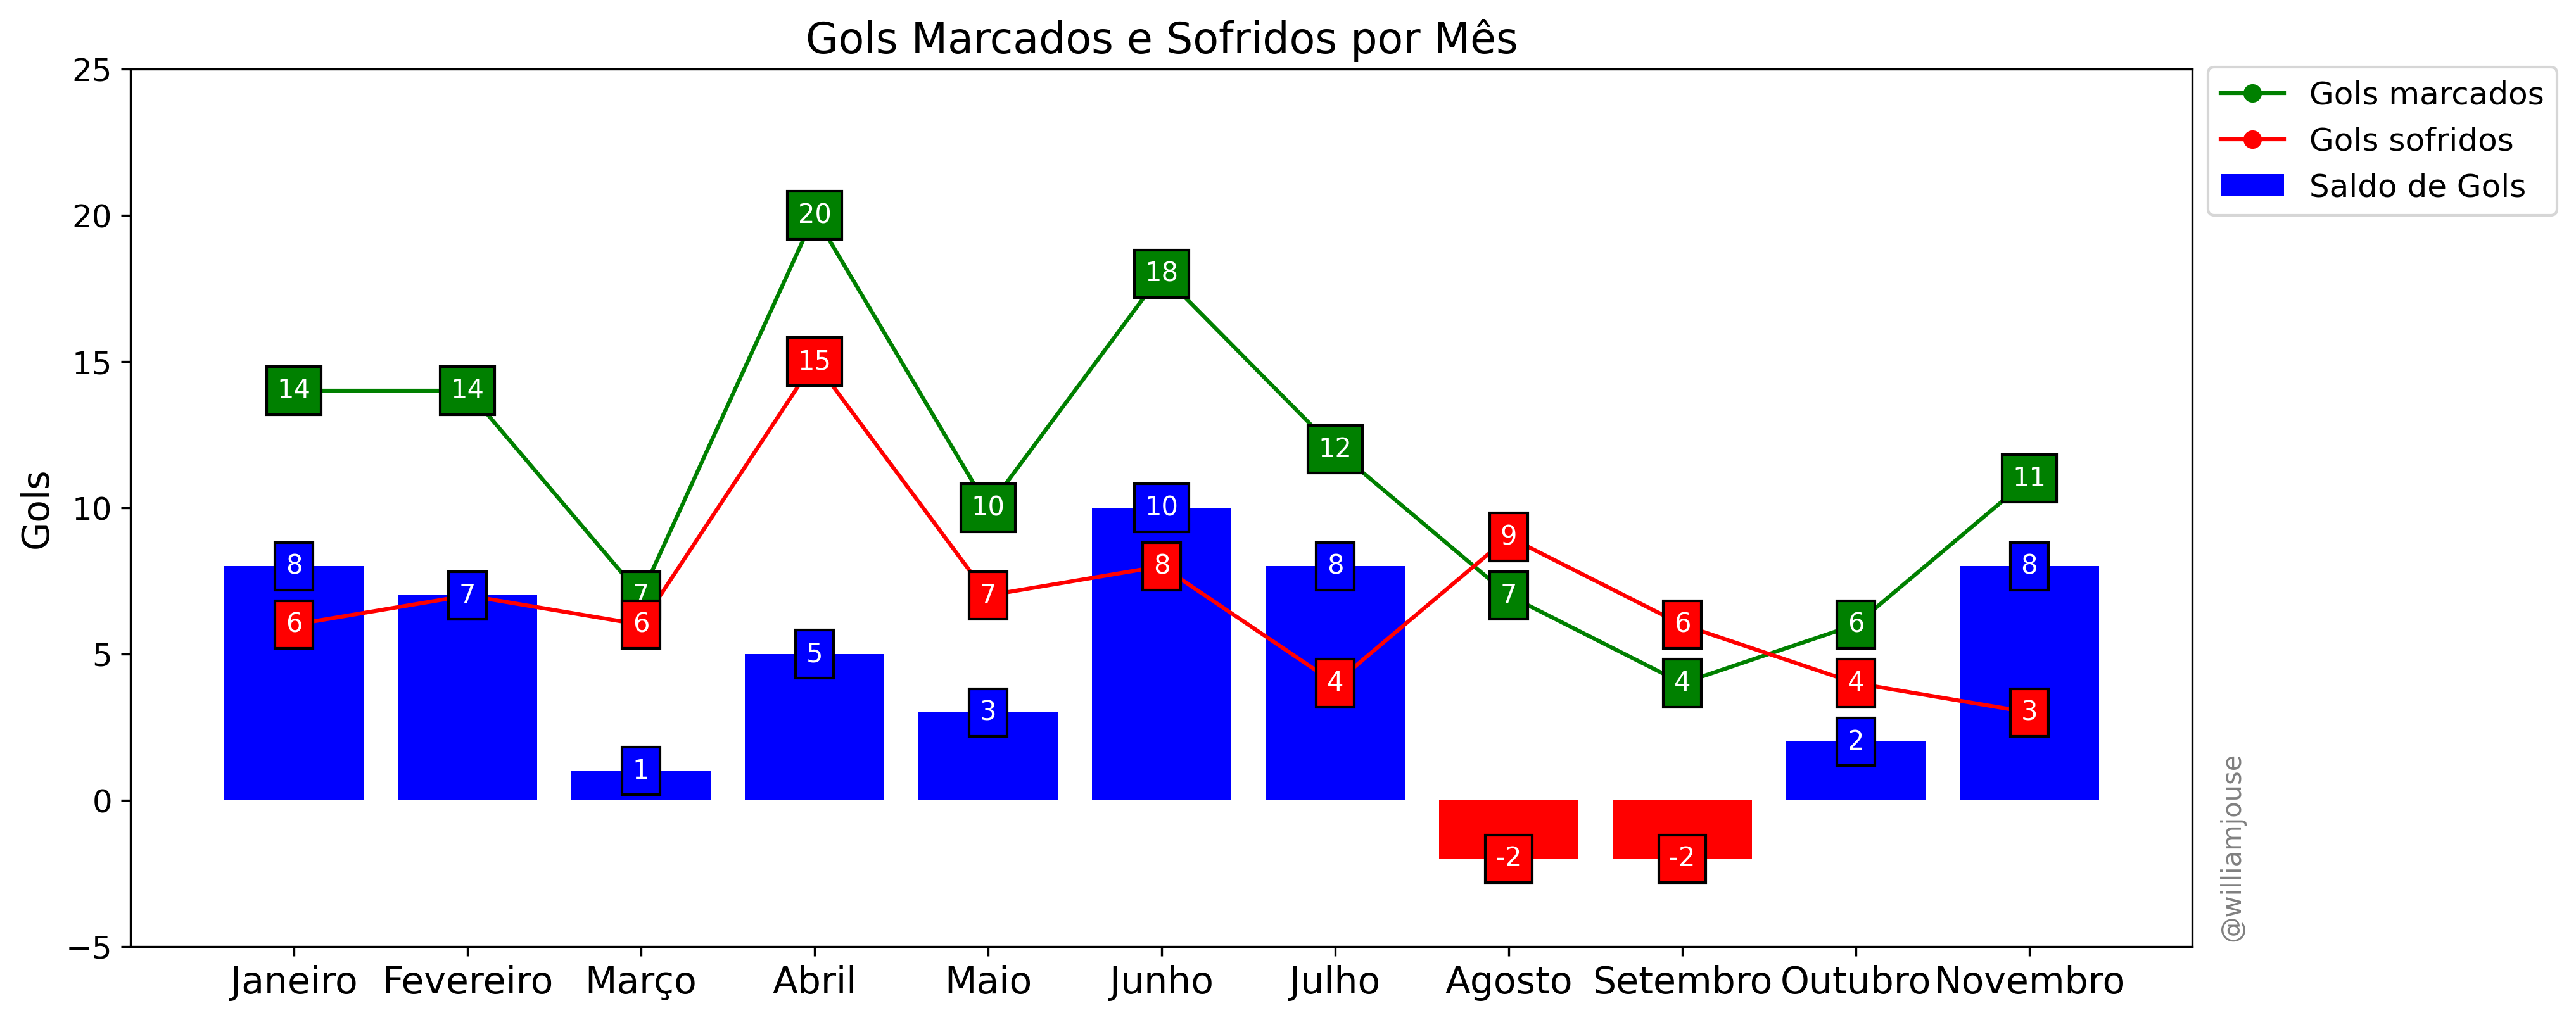 Gols Marcados e Sofridos por Mês
Gols marcados
Gols sofridos
Saldo de Gols
Gols
25
20
15
10
5
0
−5
14 14 7 20 10 18 12 7 4 6 11
6 6 15 7 8 4 9 6 4 3
8 7 1 5 3 10 8 -2 -2 2 8
Janeiro Fevereiro Março Abril Maio Junho Julho Agosto Setembro Outubro Novembro
@williamjouse